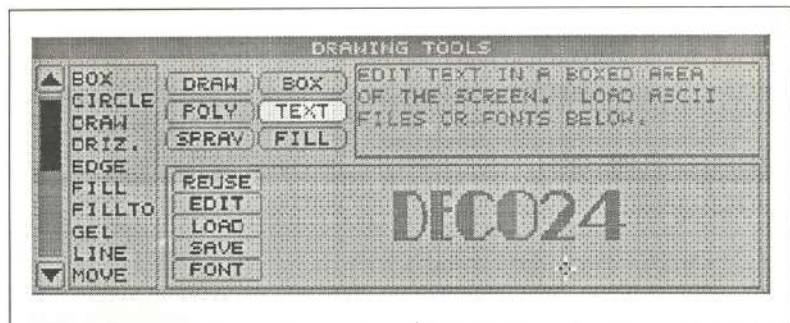 DRAWING TOOLS
BOX
CIRCLE
DRAW
DRIZ.
EDGE
FILL
FILLTO
GEL
LINE
MOVE
DRAW BOX
POLY TEXT
SPRAY FILL
EDIT TEXT IN A BOXED AREA
OF THE SCREEN. LOAD ASCII
FILES OR FONTS BELOW.
REUSE
EDIT
LOAD
SAVE
FONT
DECO24